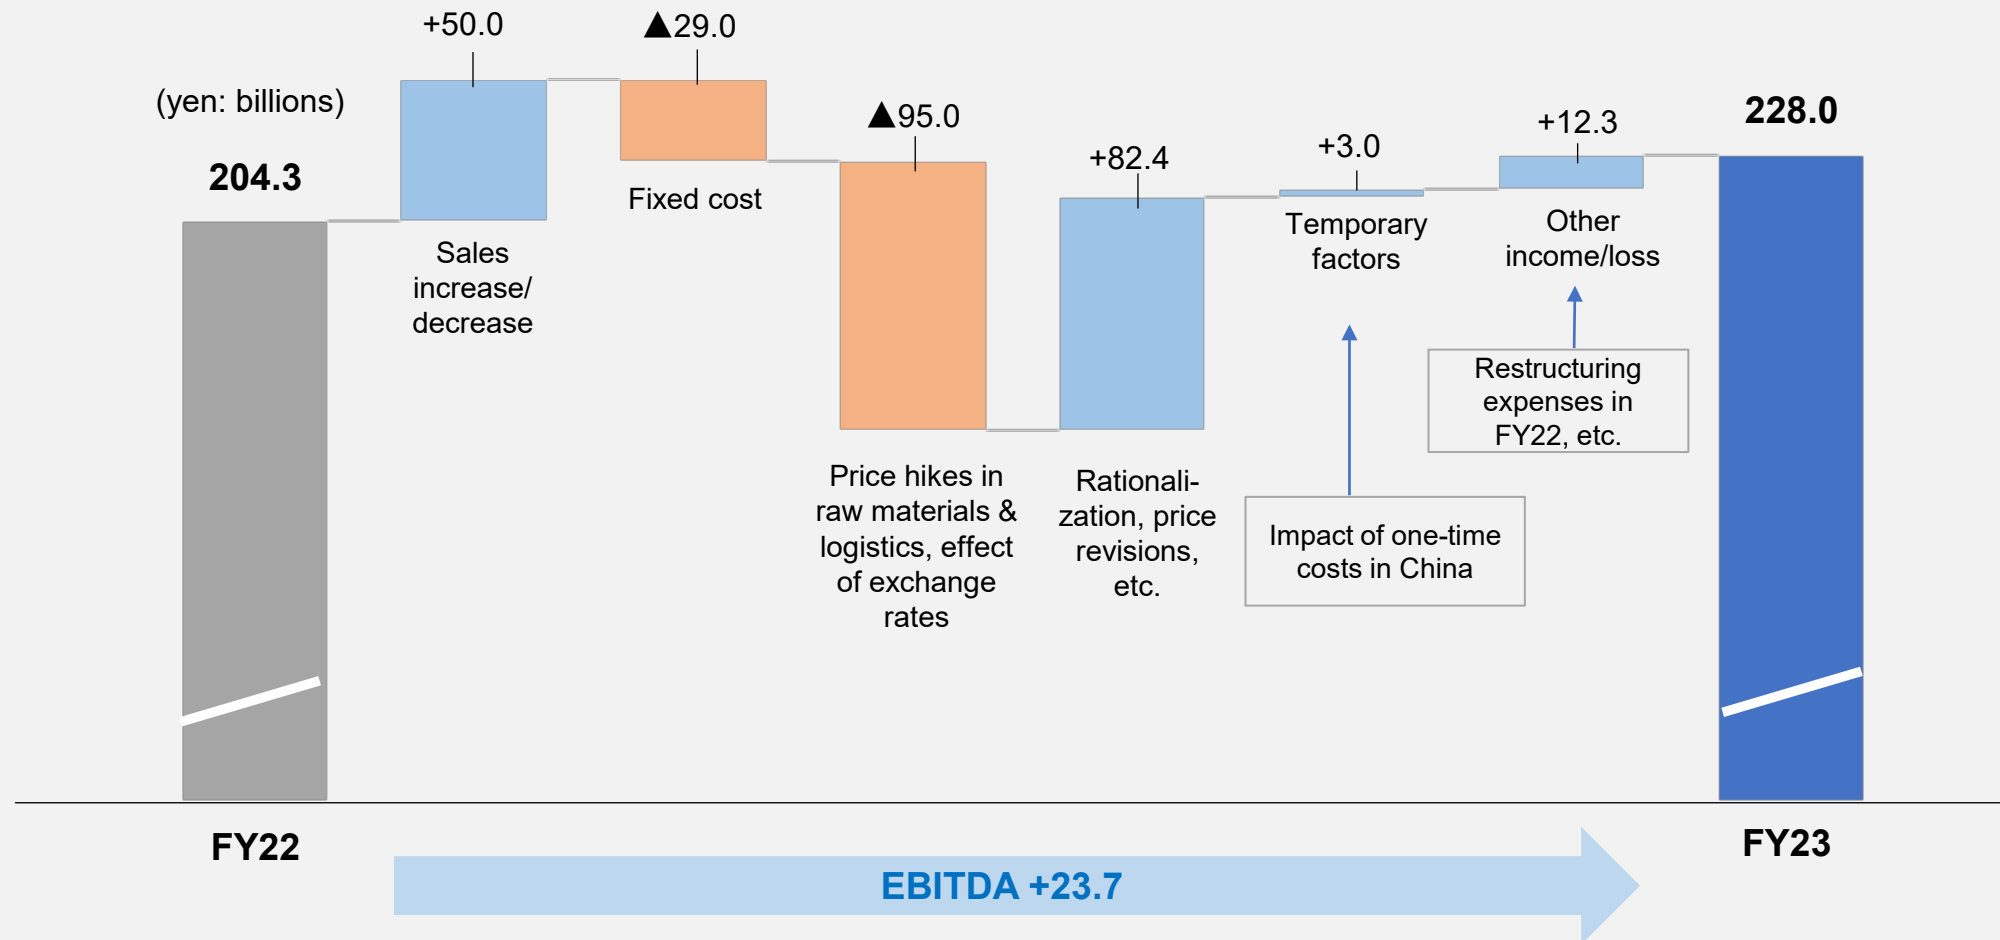 (yen: billions)
204.3
+50.0
Sales
increase/
decrease
▲29.0
Fixed cost
▲95.0
Price hikes in
raw materials &
logistics, effect
of exchange
rates
+82.4
Rationali-
zation, price
revisions,
etc.
+3.0
Temporary
factors
Impact of one-time
costs in China
+12.3
Other
income/loss
Restructuring
expenses in
FY22, etc.
228.0
FY22
FY23
EBITDA +23.7